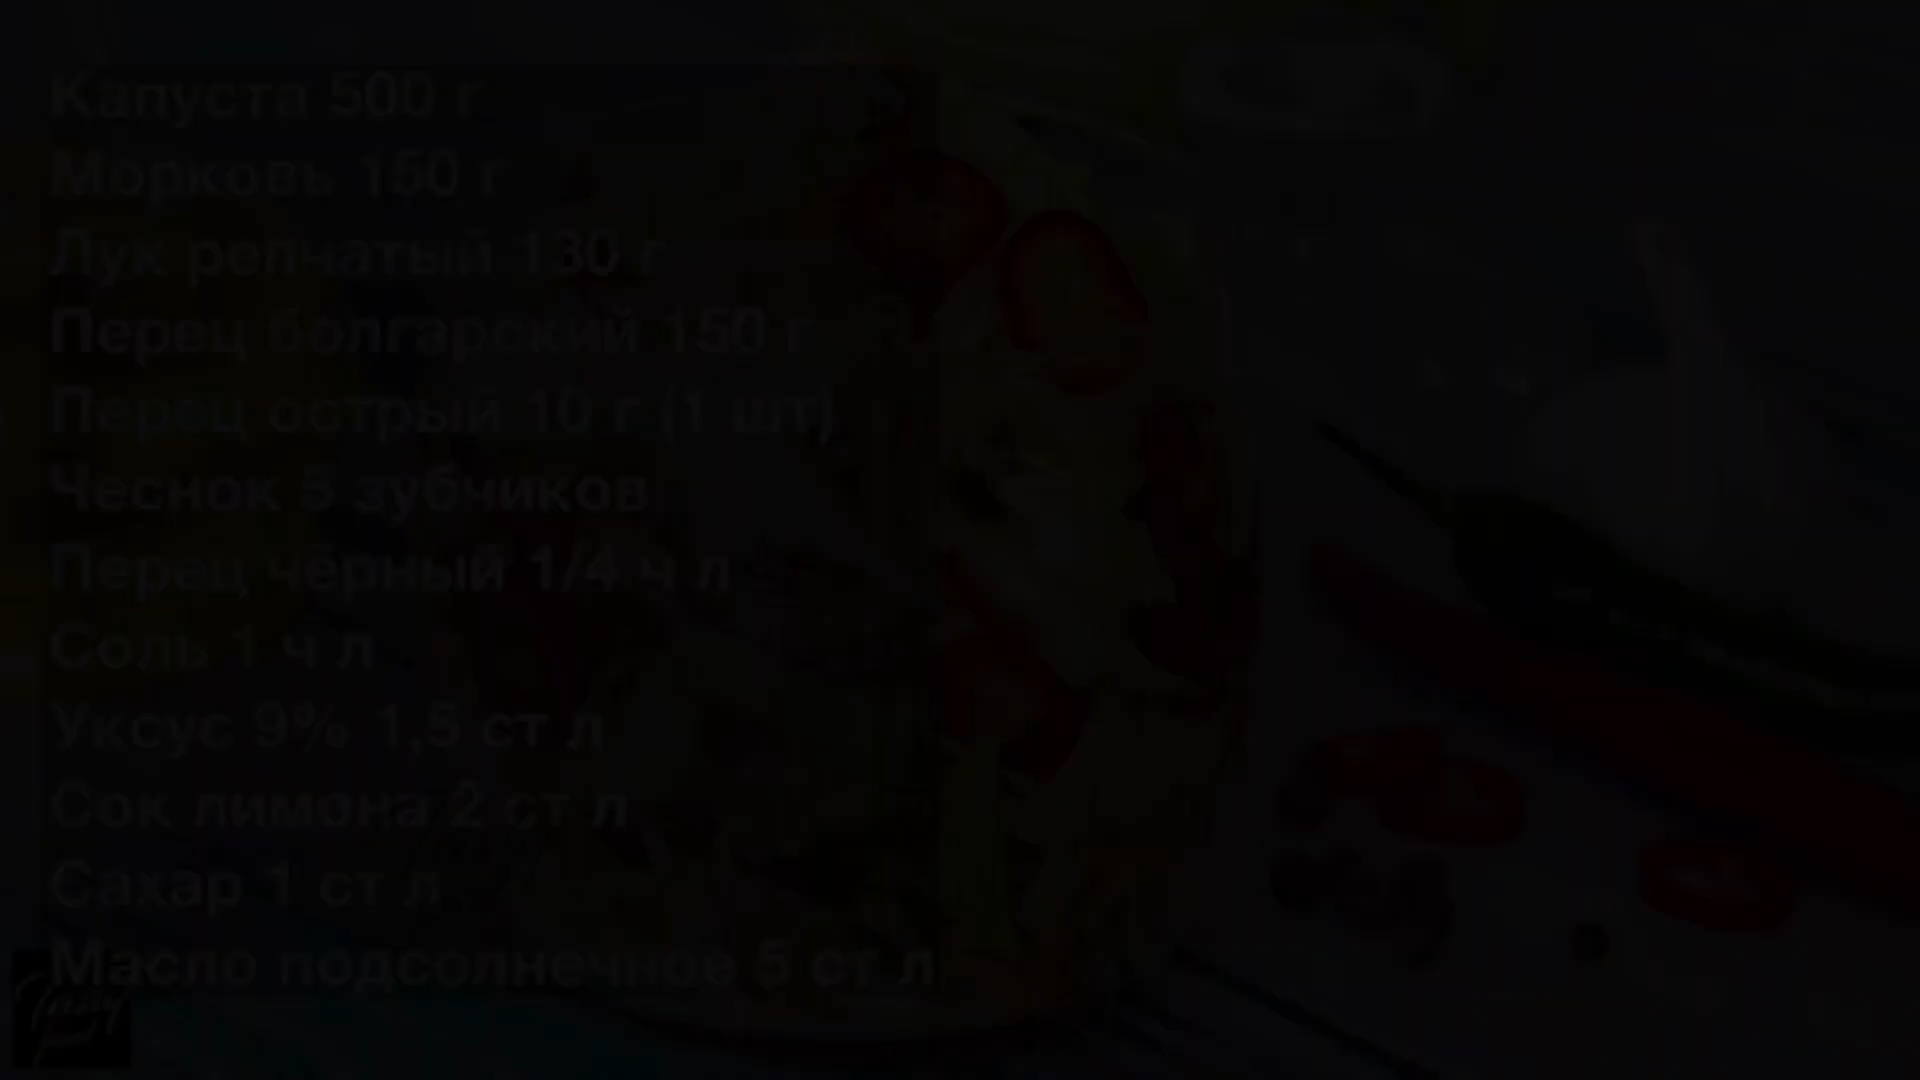 Капуста 500 г
Морковь 150 г
Лук репчатый 130 г
Перец болгарский 150 г
Перец острый 10 г (1 шт)
Чеснок 5 зубчиков
Перец чёрный 1/4 ч л
Соль 1 ч л
Уксус 9% 1,5 ст л
Сок лимона 2 ст л
Сахар 1 ст л
Масло подсолнечное 5 ст л
Tasty